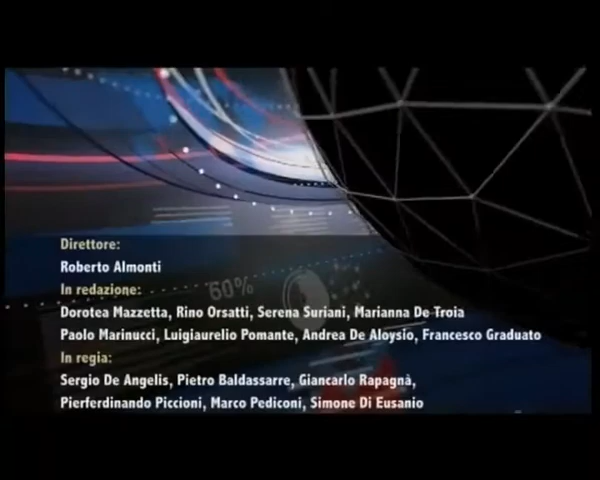 60%
Direttore:
Roberto Almonti
In redazione:
Dorotea Mazzetta, Rino Orsatti, Serena Suriani, Marianna De Troia
Paolo Marinucci, Luigiaurelio Pomante, Andrea De Aloysio, Francesco Graduato
In regia:
Sergio De Angelis, Pietro Baldassarre, Giancarlo Rapagnà,
Pierferdinando Piccioni, Marco Pediconi, Simone Di Eusanio